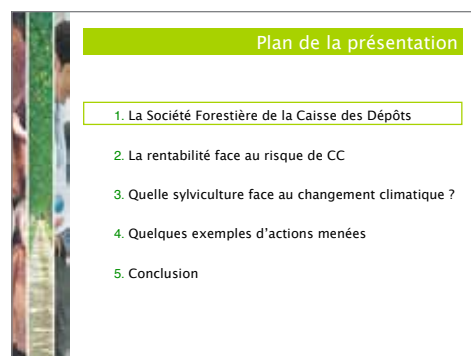 Plan de la présentation
1. La Société Forestière de la Caisse des Dépôts
2. La rentabilité face au risque de CC
3. Quelle sylviculture face au changement climatique ?
4. Quelques exemples d'actions menées
5. Conclusion